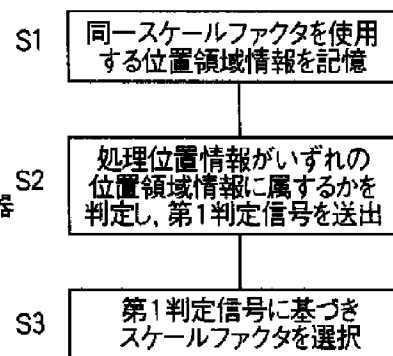 S1
同一スケールファクタを使用
する位置領域情報を記憶
S2
処理位置情報がいずれの
位置領域情報に属するかを
判定し, 第1判定信号を送出
器
S3
第1判定信号に基づき
スケールファクタを選択